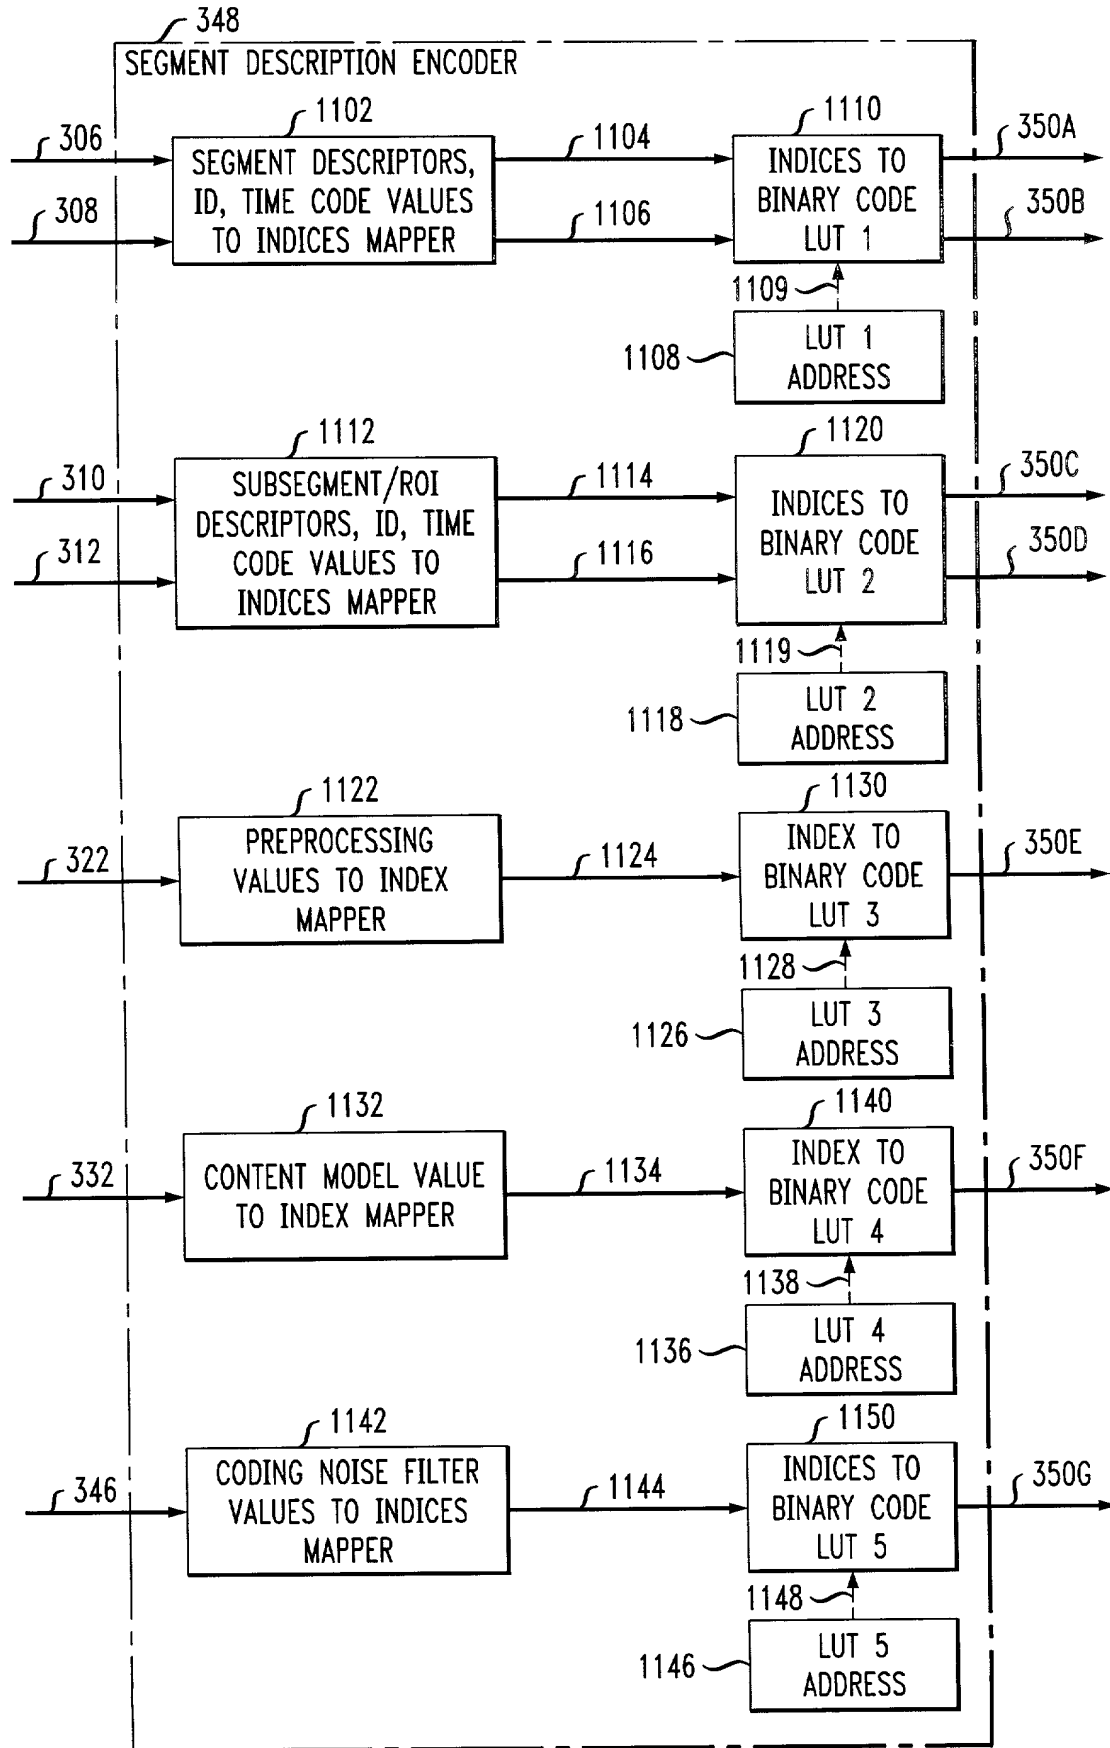 348
SEGMENT DESCRIPTION ENCODER
306
308
1102
SEGMENT DESCRIPTORS,
ID, TIME CODE VALUES
TO INDICES MAPPER
1104
1106
1110
INDICES TO
BINARY CODE
LUT 1
350A
350B
1109
1108
LUT 1
ADDRESS
310
312
1112
SUBSEGMENT/ROI
DESCRIPTORS, ID, TIME
CODE VALUES TO
INDICES MAPPER
1114
1116
1120
INDICES TO
BINARY CODE
LUT 2
350C
350D
1119
1118
LUT 2
ADDRESS
322
1122
PREPROCESSING
VALUES TO INDEX
MAPPER
1124
1130
INDEX TO
BINARY CODE
LUT 3
350E
1128
1126
LUT 3
ADDRESS
332
1132
CONTENT MODEL VALUE
TO INDEX MAPPER
1134
1140
INDEX TO
BINARY CODE
LUT 4
350F
1138
1136
LUT 4
ADDRESS
346
1142
CODING NOISE FILTER
VALUES TO INDICES
MAPPER
1144
1150
INDICES TO
BINARY CODE
LUT 5
350G
1148
1146
LUT 5
ADDRESS